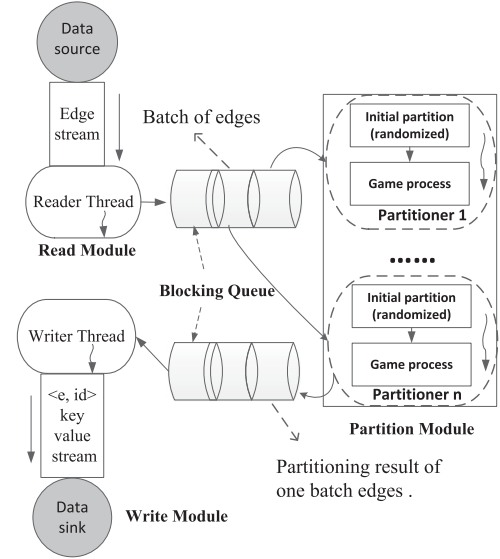 Data
source
Edge
stream
Reader Thread
Read Module
Batch of edges
Initial partition
(randomized)
Game process
Partitioner 1
......
Blocking Queue
Initial partition
(randomized)
Game process
Partitioner n
Partition Module
Writer Thread
<e, id>
key
value
stream
Data
sink
Write Module
Partitioning result of
one batch edges .